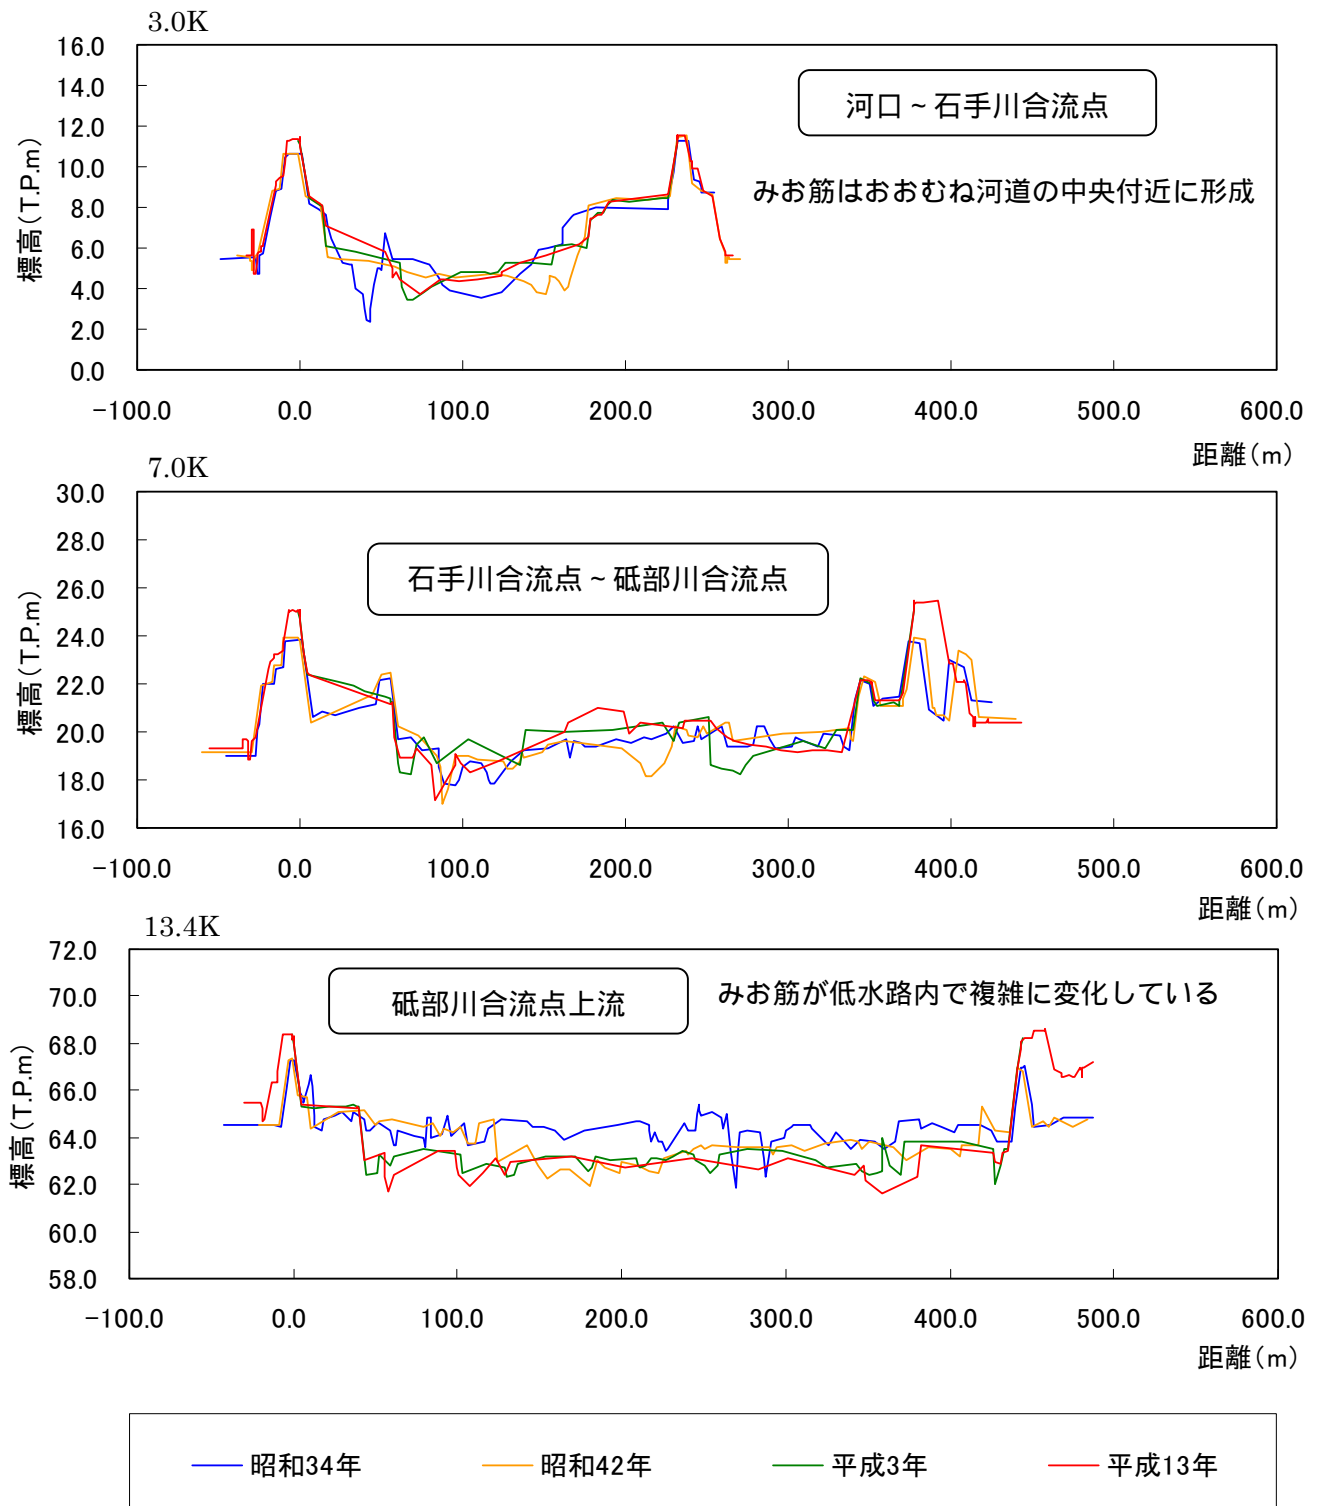 3.0K
16.0
14.0
12.0
10.0
8.0
6.0
4.0
2.0
0.0
標高(T.P.m)
河口~石手川合流点
みお筋はおおむね河道の中央付近に形成
-100.0 0.0 100.0 200.0 300.0 400.0 500.0 600.0
距離(m)
7.0K
30.0
28.0
26.0
24.0
22.0
20.0
18.0
16.0
標高(T.P.m)
石手川合流点~砥部川合流点
-100.0 0.0 100.0 200.0 300.0 400.0 500.0 600.0
距離(m)
13.4K
72.0
70.0
68.0
66.0
64.0
62.0
60.0
58.0
標高(T.P.m)
砥部川合流点上流
みお筋が低水路内で複雑に変化している
-100.0 0.0 100.0 200.0 300.0 400.0 500.0 600.0
距離(m)
昭和34年 昭和42年 平成3年 平成13年